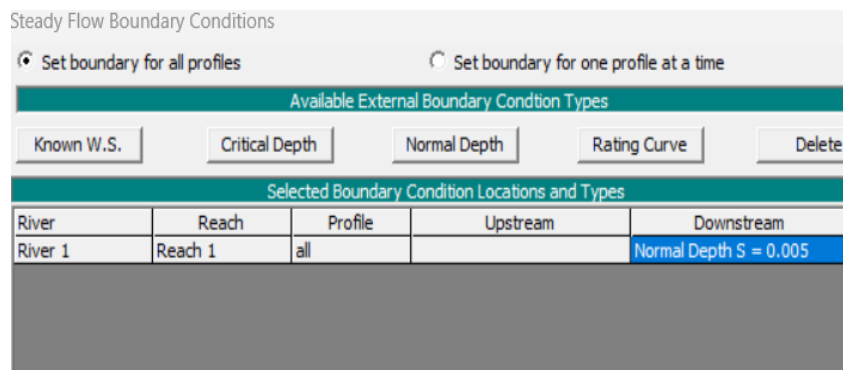 Steady Flow Boundary Conditions
Set boundary for all profiles Set boundary for one profile at a time
Available External Boundary Condtion Types
Known W.S. Critical Depth Normal Depth Rating Curve Delete
Selected Boundary Condition Locations and Types
River Reach Profile Upstream Downstream
River 1 Reach 1 all Normal Depth S = 0.005